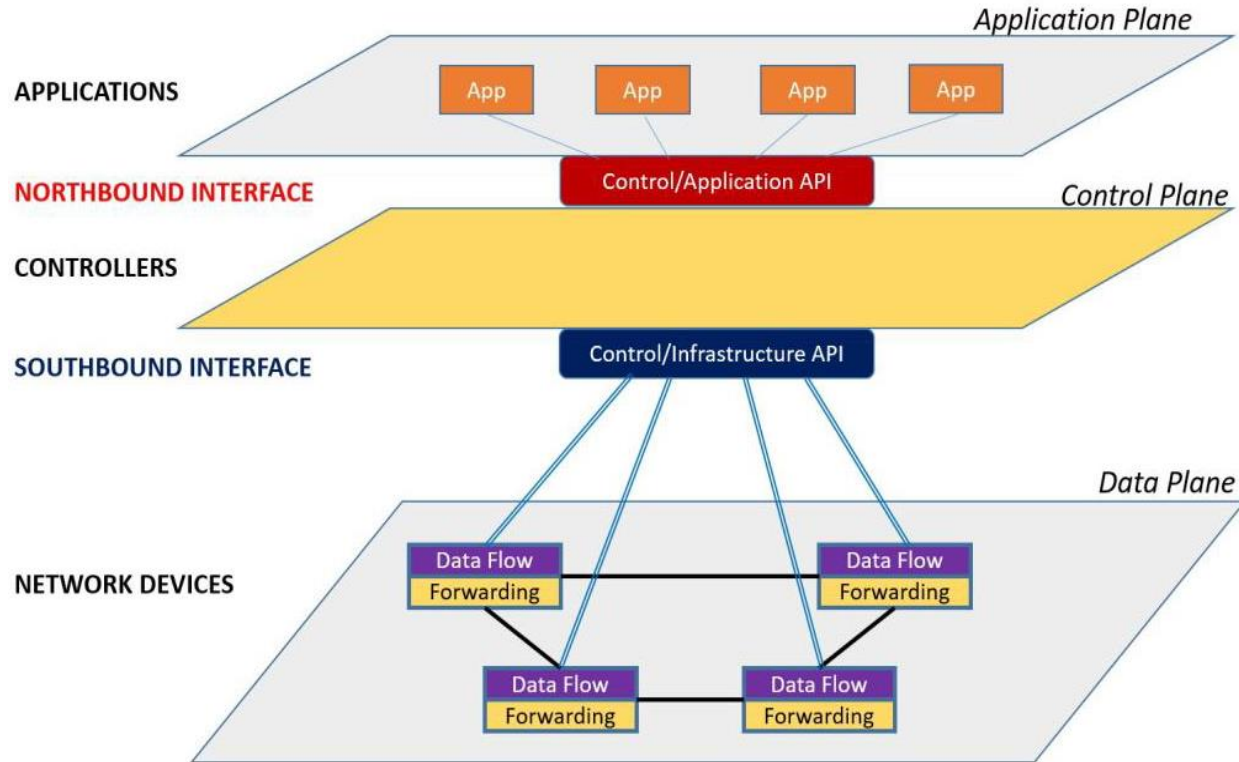 Application Plane
APPLICATIONS
App App App App
NORTHBOUND INTERFACE
Control/Application API
Control Plane
CONTROLLERS
SOUTHBOUND INTERFACE
Control/Infrastructure API
Data Plane
NETWORK DEVICES
Data Flow Data Flow
Forwarding Forwarding
Data Flow Data Flow
Forwarding Forwarding